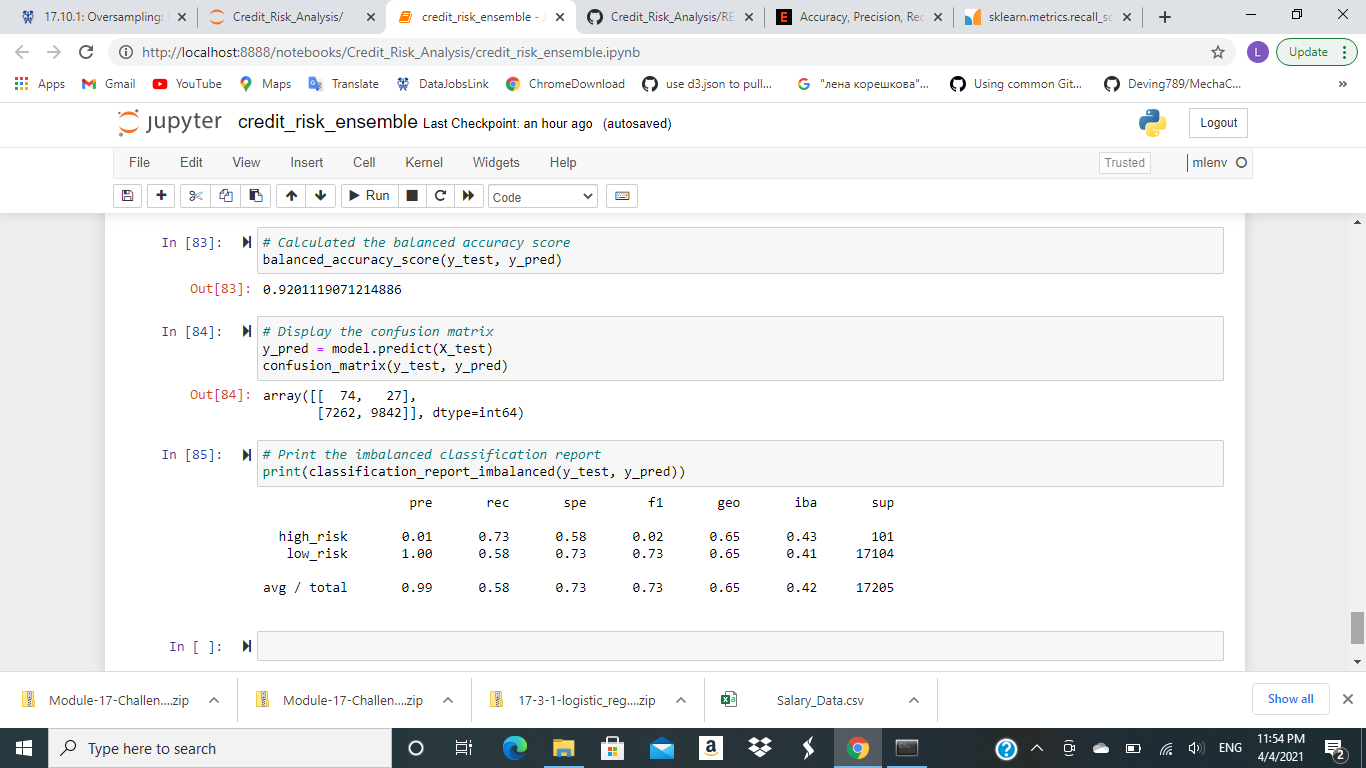 17.10.1: Oversampling:
Credit_Risk_Analysis/
credit_risk_ensemble - J
Credit_Risk_Analysis/RE
Accuracy, Precision, Rec
sklearn.metrics.recall_sc
http://localhost:8888/notebooks/Credit_Risk_Analysis/credit_risk_ensemble.ipynb
L
Update
Apps
Gmail
YouTube
Maps
Translate
DataJobsLink
ChromeDownload
use d3.json to pull...
"лена корешкова"...
Using common Git...
Deving789/MechaC...
jupyter credit_risk_ensemble Last Checkpoint: an hour ago (autosaved)
Logout
File Edit View Insert Cell Kernel Widgets Help
Trusted
mlenv
Run
Code
In [83]:
# Calculated the balanced accuracy score
balanced_accuracy_score(y_test, y_pred)
Out[83]: 0.9201119071214886
In [84]:
# Display the confusion matrix
y_pred = model.predict(X_test)
confusion_matrix(y_test, y_pred)
Out[84]: array([[ 74, 27],
[7262, 9842]], dtype=int64)
In [85]:
# Print the imbalanced classification report
print(classification_report_imbalanced(y_test, y_pred))
pre rec spe f1 geo iba sup
high_risk 0.01 0.73 0.58 0.02 0.65 0.43 101
low_risk 1.00 0.58 0.73 0.73 0.65 0.41 17104
avg / total 0.99 0.58 0.73 0.73 0.65 0.42 17205
In [ ]:
Module-17-Challen....zip
Module-17-Challen....zip
17-3-1-logistic_reg....zip
Salary_Data.csv
Show all
Type here to search
ENG
11:54 PM
4/4/2021
2